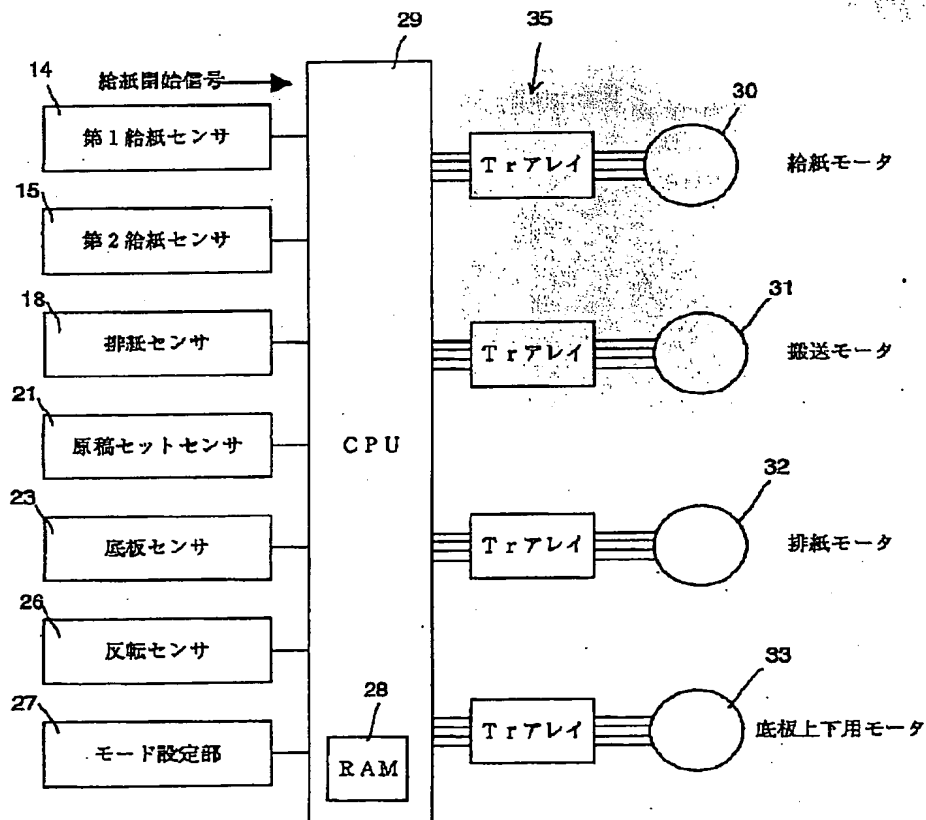 29
35
給紙開始信号
14
第1給紙センサ
30
Trアレイ
給紙モータ
15
第2給紙センサ
18
排紙センサ
31
Trアレイ
搬送モータ
21
原稿セットセンサ
CPU
23
底板センサ
32
Trアレイ
排紙モータ
26
反転センサ
33
27
モード設定部
28
RAM
Trアレイ
底板上下用モータ